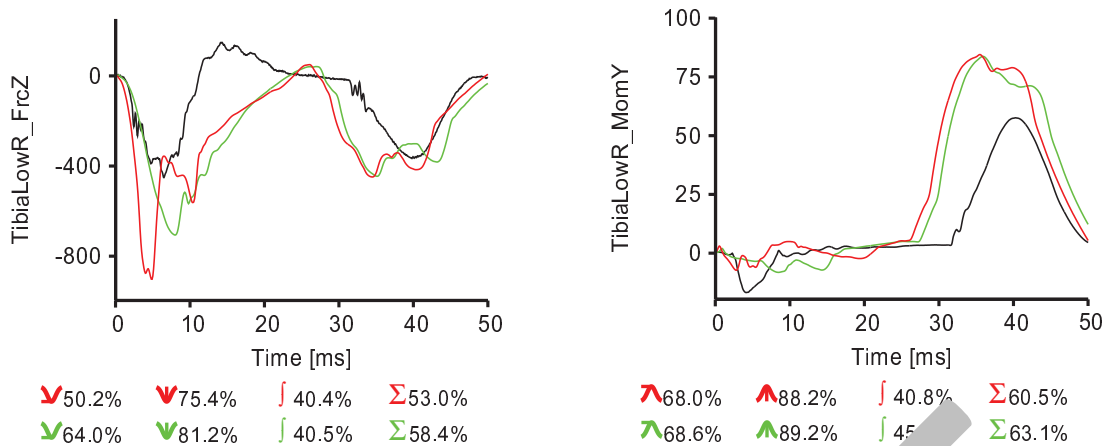 TibiaLowR_FrcZ
0
-400
-800
0 10 20 30 40 50
Time [ms]
50.2% 75.4% ∫ 40.4% Σ53.0%
64.0% 81.2% ∫ 40.5% Σ58.4%
TibiaLowR_MomY
100
75
50
25
0
0 10 20 30 40 50
Time [ms]
68.0% 88.2% ∫ 40.8% Σ60.5%
68.6% 89.2% ∫ Σ63.1%